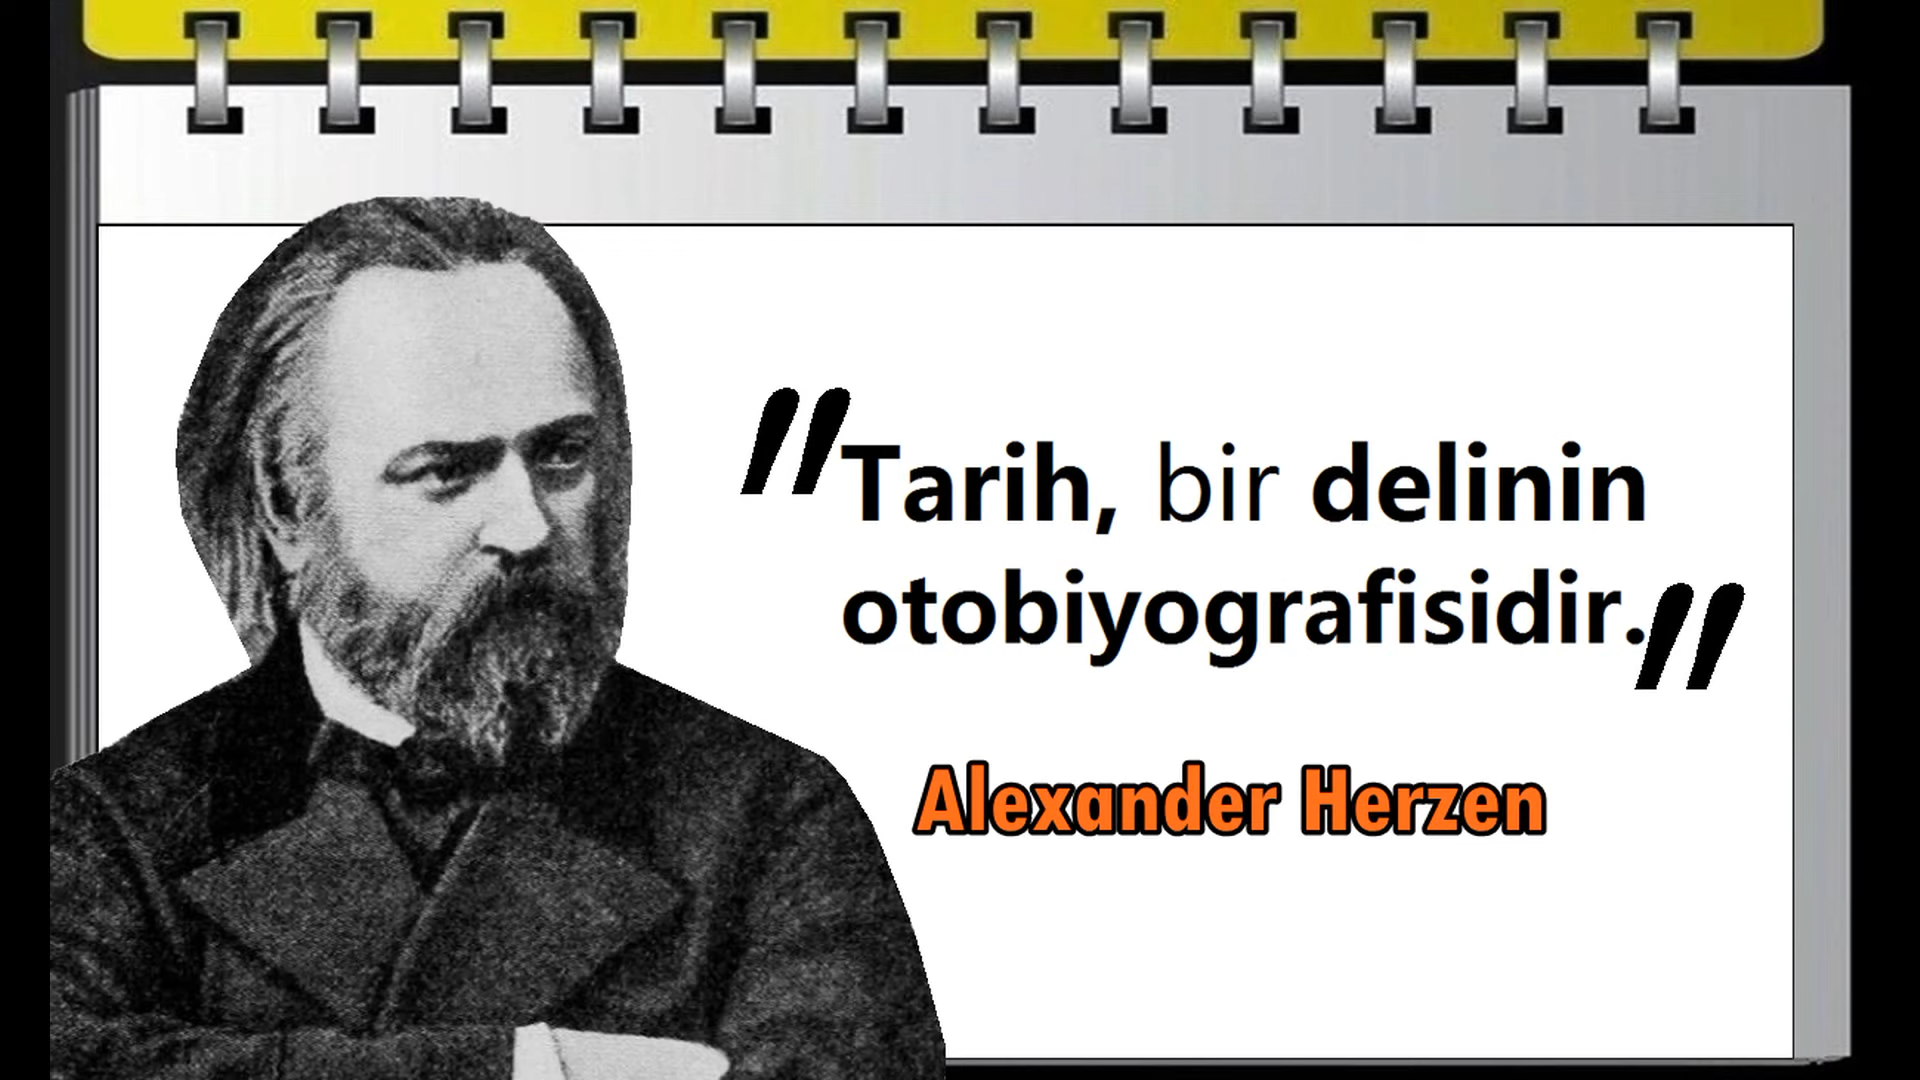 "Tarih, bir delinin
otobiyografisidir."
Alexander Herzen